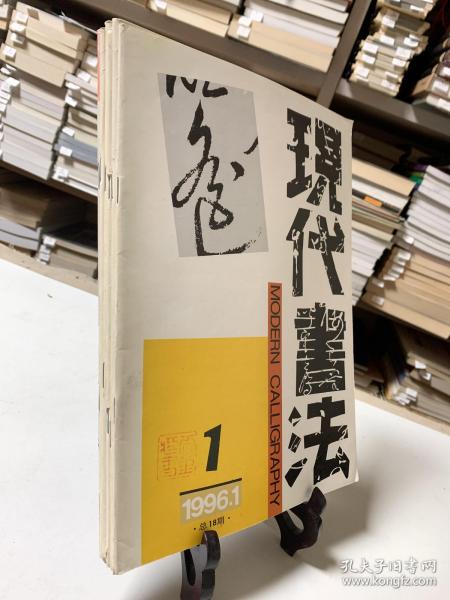 現代書法
MODERN CALLIGRAPHY
1
1996.1
·总18期·
孔夫子旧书网
www.kongfz.com